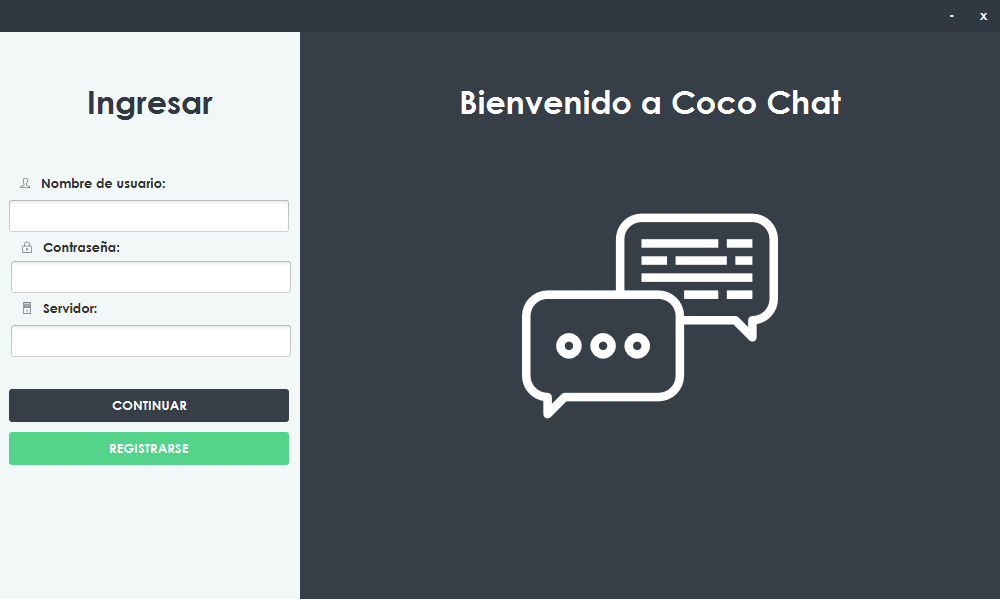 - x
Ingresar
Bienvenido a Coco Chat
Nombre de usuario:
Contraseña:
Servidor:
CONTINUAR
REGISTRARSE